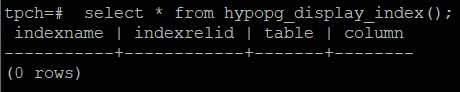 tpch=#  select * from hypopg_display_index();
 indexname | indexrelid | table | column
-----------+------------+-------+--------
(0 rows)